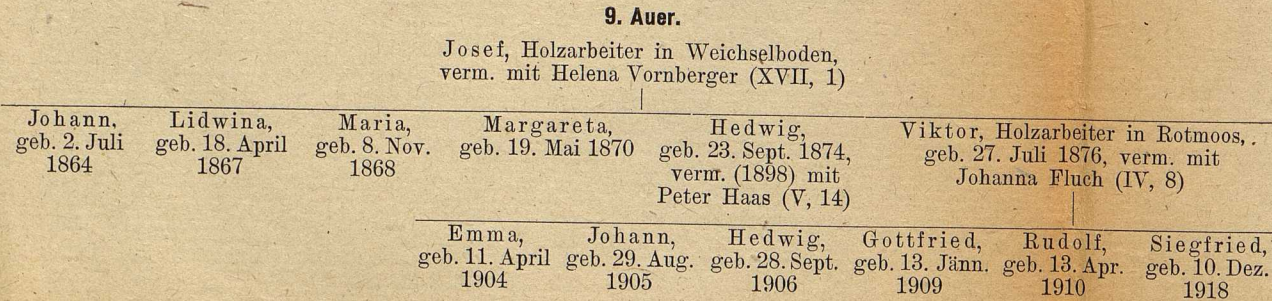 9. Auer.
Josef, Holzarbeiter in Weichselboden,
verm. mit Helena Vornberger (XVII, 1)
Johann,
geb. 2. Juli
1864
Lidwina,
geb. 18. April
1867
Maria,
geb. 8. Nov.
1868
Margareta,
geb. 19. Mai 1870
Hedwig,
geb. 23. Sept. 1874,
verm. (1898) mit
Peter Haas (V, 14)
Viktor, Holzarbeiter in Rotmoos,
geb. 27. Juli 1876, verm. mit
Johanna Fluch (IV, 8)
Emma,
geb. 11. April
1904
Johann,
geb. 29. Aug.
1905
Hedwig,
geb. 28. Sept.
1906
Gottfried,
geb. 13. Jänn.
1909
Rudolf,
geb. 13. Apr.
1910
Siegfried,
geb. 10. Dez.
1918